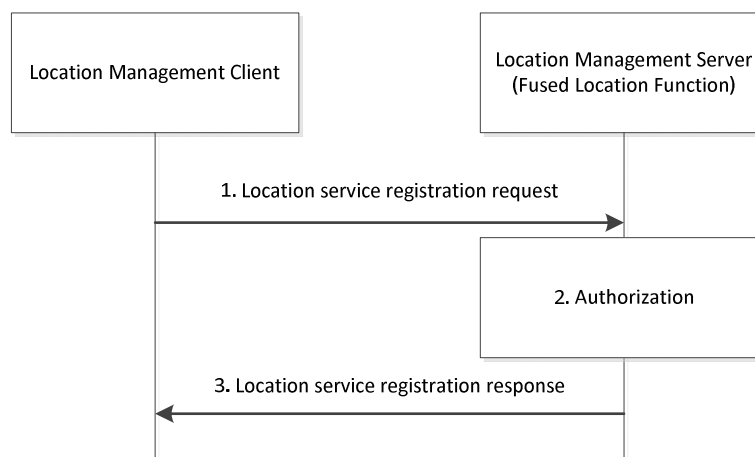 Location Management Client
Location Management Server
(Fused Location Function)
1. Location service registration request
2. Authorization
3. Location service registration response